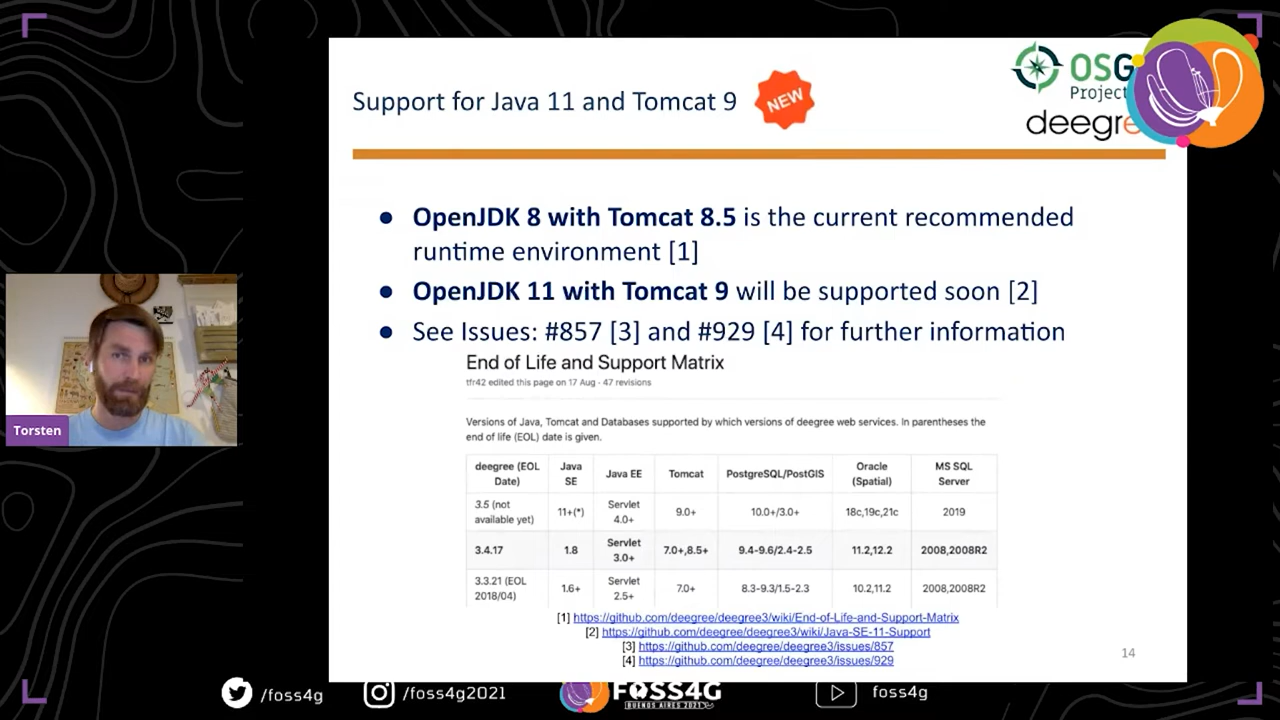 Support for Java 11 and Tomcat 9
NEW
OSG
Project
deegre
● OpenJDK 8 with Tomcat 8.5 is the current recommended
runtime environment [1]
● OpenJDK 11 with Tomcat 9 will be supported soon [2]
● See Issues: #857 [3] and #929 [4] for further information
End of Life and Support Matrix
tfr42 edited this page on 17 Aug · 47 revisions
Versions of Java, Tomcat and Databases supported by which versions of deegree web services. In parentheses the
end of life (EOL) date is given.
deegree (EOL Date) Java SE Java EE Tomcat PostgreSQL/PostGIS Oracle (Spatial) MS SQL Server
3.5 (not available yet) 11+(*) Servlet 4.0+ 9.0+ 10.0+/3.0+ 18c,19c,21c 2019
3.4.17 1.8 Servlet 3.0+ 7.0+,8.5+ 9.4-9.6/2.4-2.5 11.2,12.2 2008,2008R2
3.3.21 (EOL 2018/04) 1.6+ Servlet 2.5+ 7.0+ 8.3-9.3/1.5-2.3 10.2,11.2 2008,2008R2
[1] https://github.com/deegree/deegree3/wiki/End-of-Life-and-Support-Matrix
[2] https://github.com/deegree/deegree3/wiki/Java-SE-11-Support
[3] https://github.com/deegree/deegree3/issues/857
[4] https://github.com/deegree/deegree3/issues/929
14
Torsten
/foss4g
/foss4g2021
FOSS4G
BUENOS AIRES 2021
foss4g